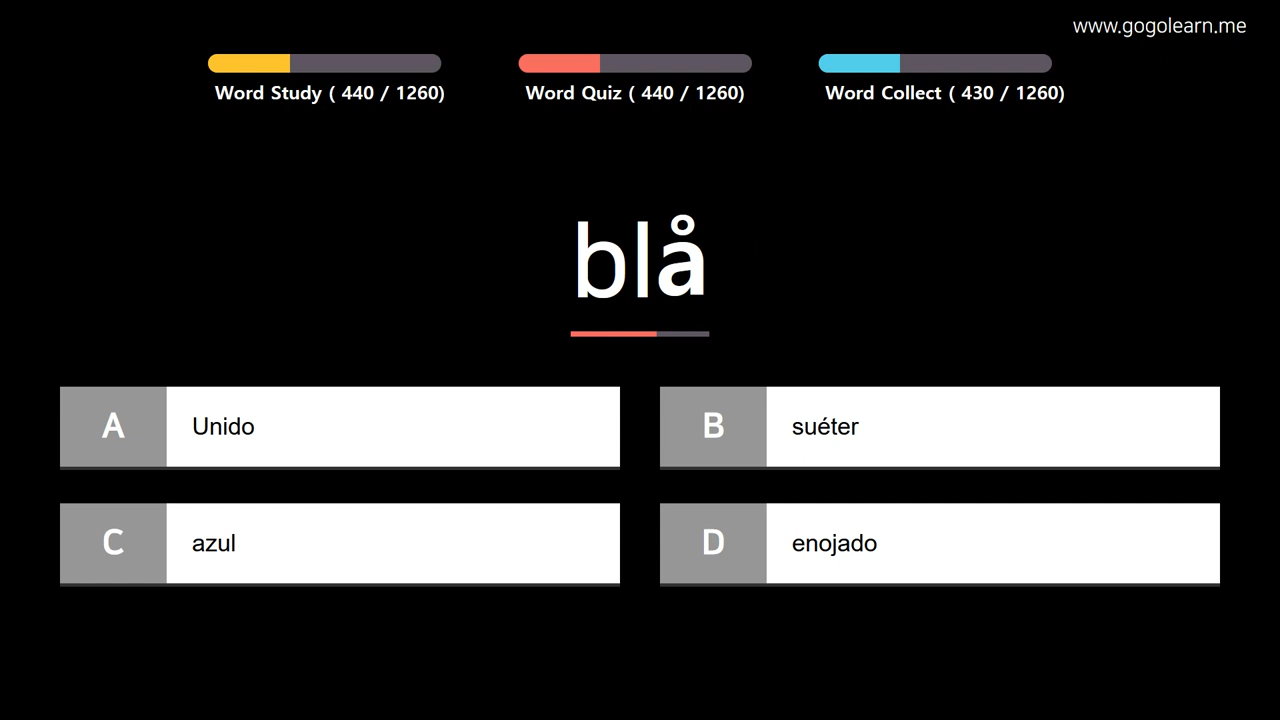 www.gogolearn.me
Word Study ( 440 / 1260)
Word Quiz ( 440 / 1260)
Word Collect ( 430 / 1260)
blå
A Unido
B suéter
C azul
D enojado